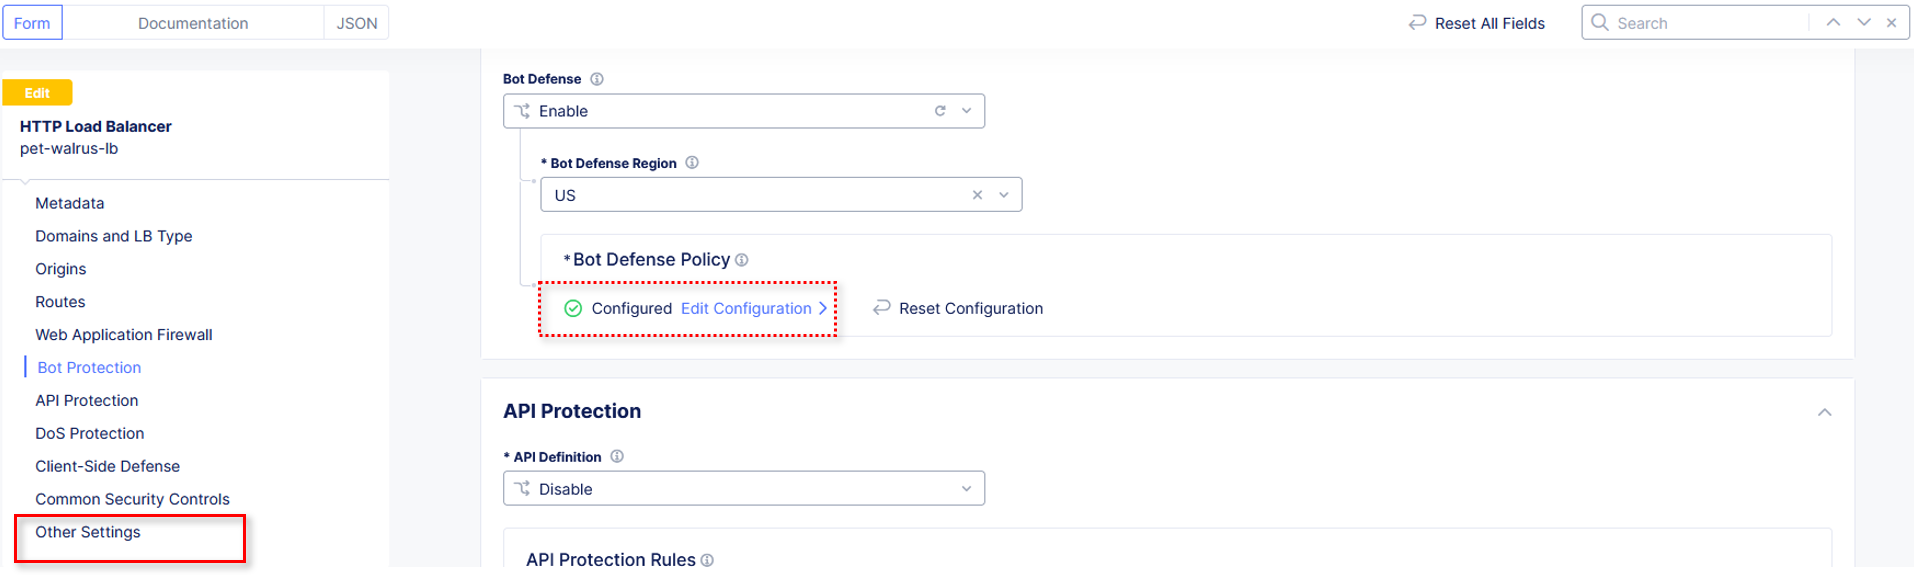 Form
Documentation
JSON
Reset All Fields
Search
Edit
HTTP Load Balancer
pet-walrus-lb
Metadata
Domains and LB Type
Origins
Routes
Web Application Firewall
Bot Protection
API Protection
DoS Protection
Client-Side Defense
Common Security Controls
Other Settings
Bot Defense
Enable
* Bot Defense Region
US
* Bot Defense Policy
Configured Edit Configuration
Reset Configuration
API Protection
* API Definition
Disable
API Protection Rules